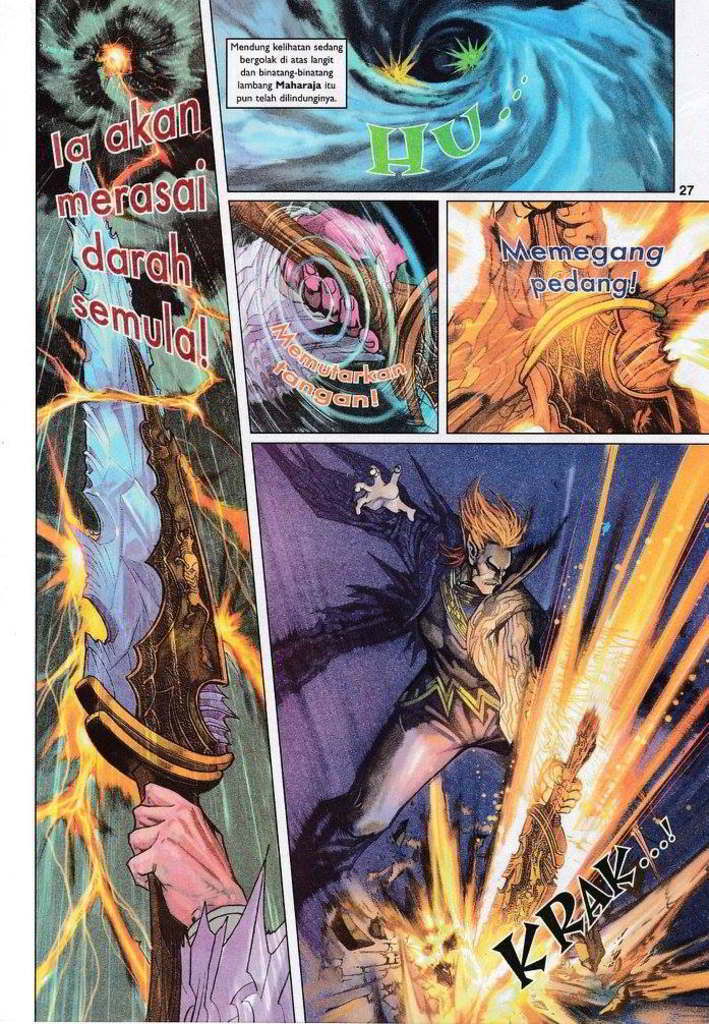 Ia akan
merasai
darah
semula!
Mendung kelihatan sedang
bergolak di atas langit
dan binatang-binatang
lambang Maharaja itu
pun telah dilindunginya.
HU...
27
Memutarkan
tangan!
Memegang
pedang!
KRAK...!